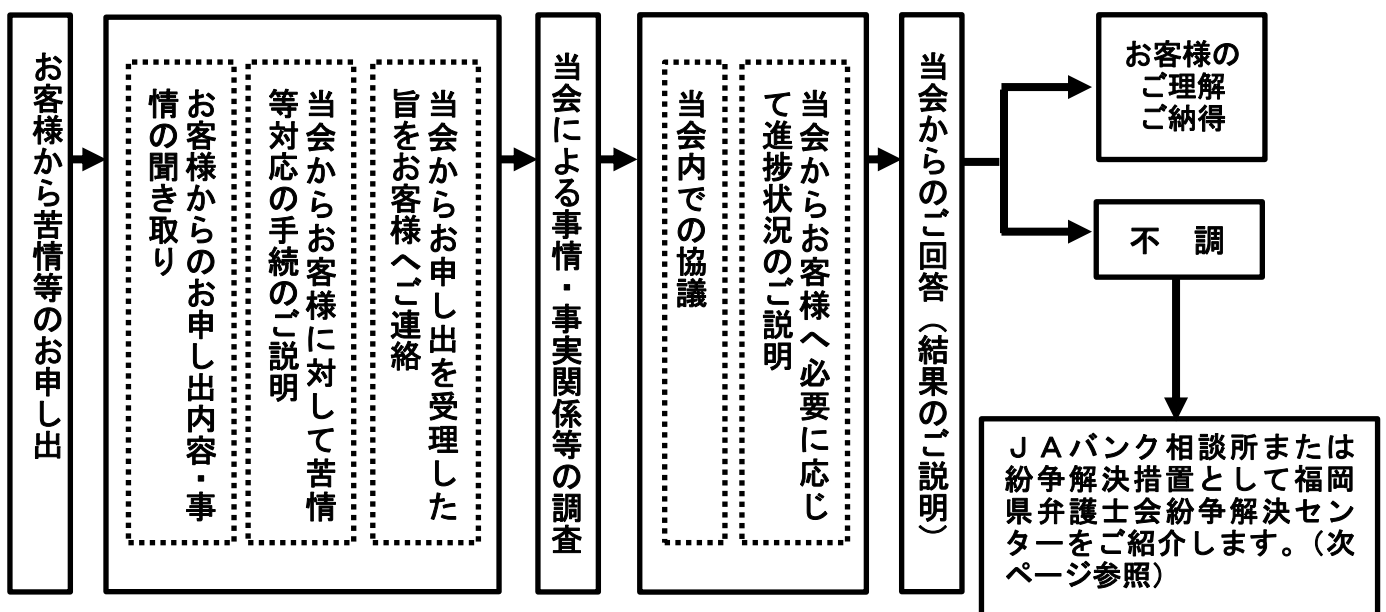 お客様から苦情等のお申し出
お客様からのお申し出内容・事
情の聞き取り
当会からお客様に対して苦情
等対応の手続のご説明
当会からお申し出を受理した
旨をお客様へご連絡
当会による事情・事実関係等の調査
当会内での協議
当会からお客様へ必要に応じ
て進捗状況のご説明
当会からのご回答（結果のご説明）
お客様の
ご理解
ご納得
不　調
ＪＡバンク相談所または
紛争解決措置として福岡
県弁護士会紛争解決セン
ターをご紹介します。（次
ページ参照）